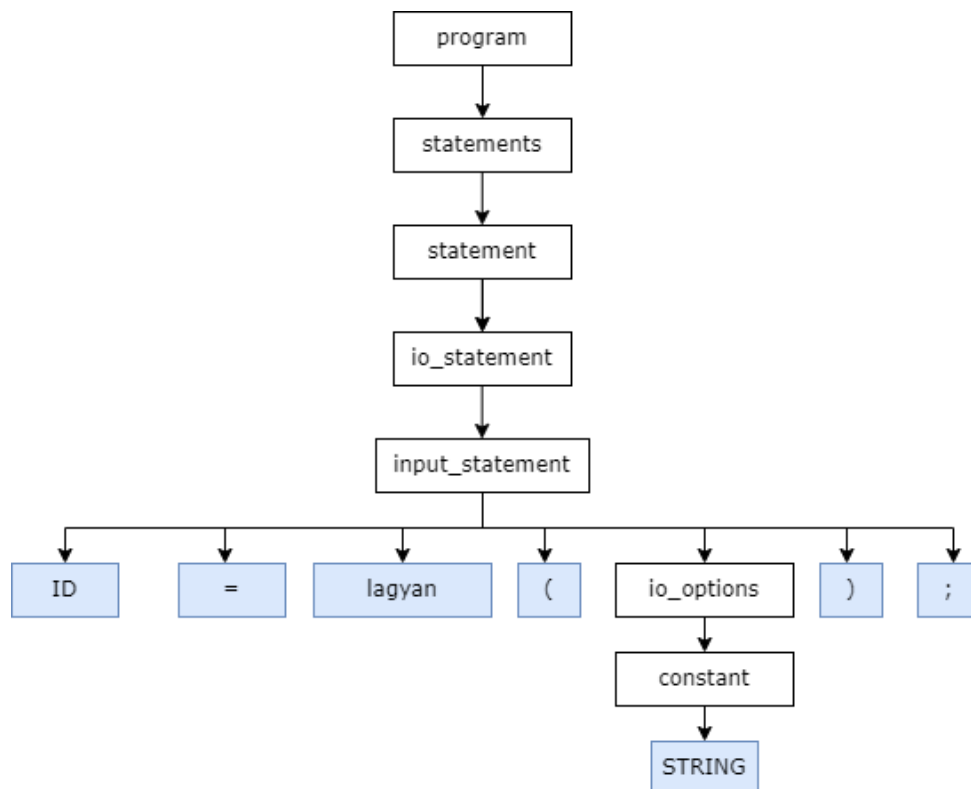 program
statements
statement
io_statement
input_statement
ID
=
lagyan
(
io_options
)
;
constant
STRING